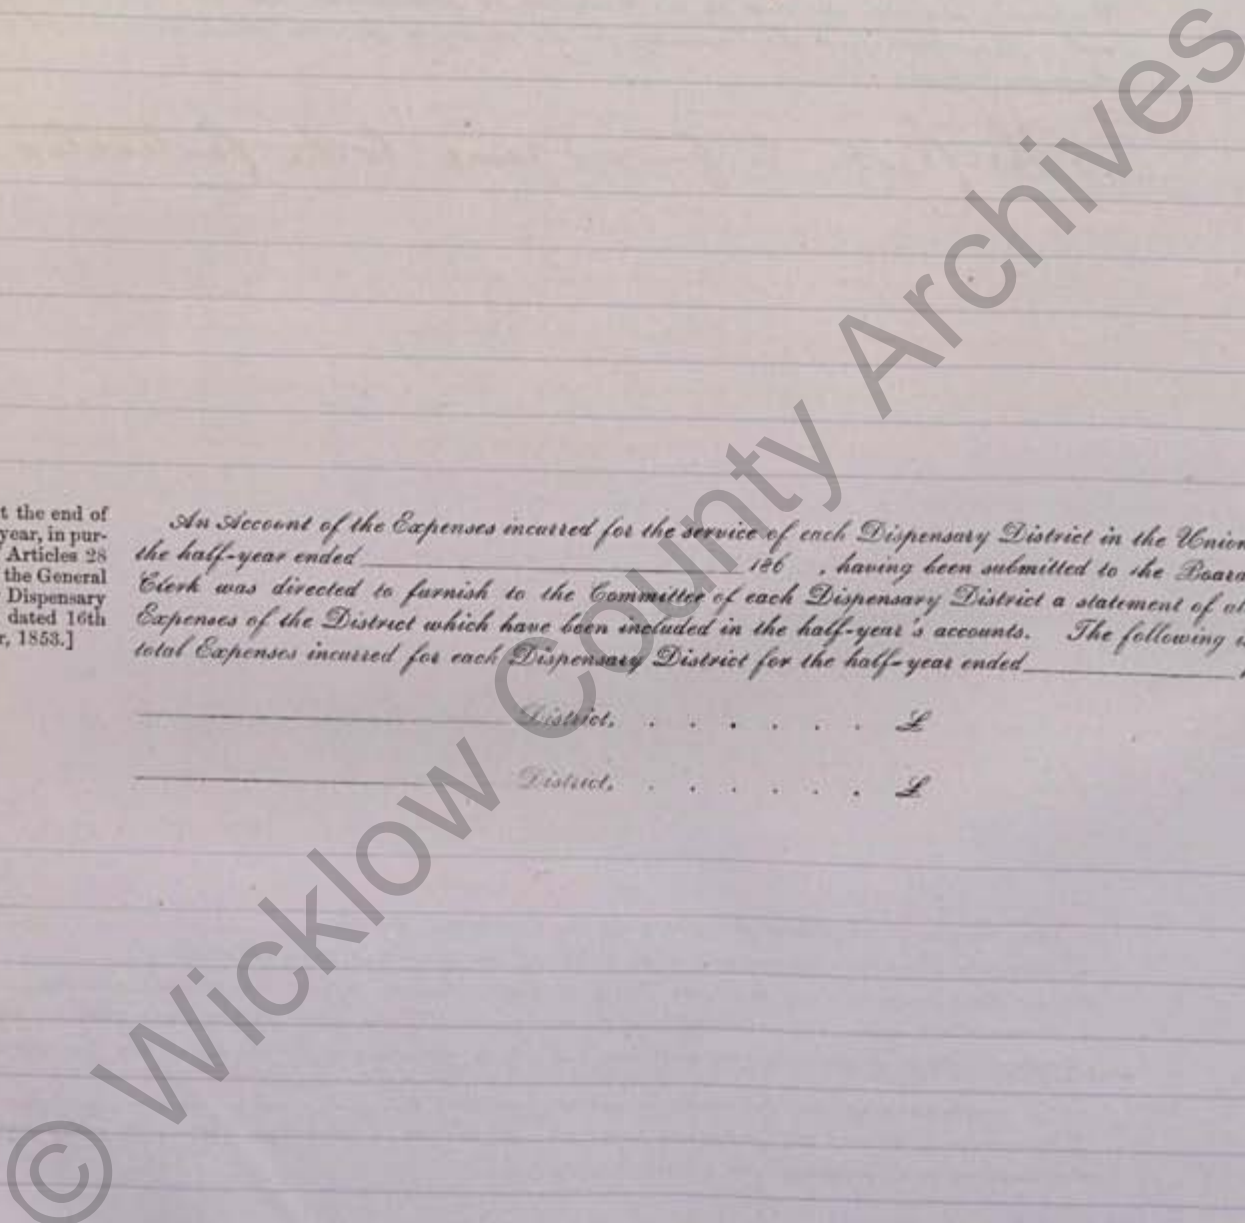 t the end of
year, in pur-
Articles 28
the General
Dispensary
dated 16th
r, 1853.]
An Account of the Expenses incurred for the service of each Dispensary District in the Union
the half-year ended 186 , having been submitted to the Board
Clerk was directed to furnish to the Committee of each Dispensary District a statement of al
Expenses of the District which have been included in the half-year's accounts. The following i
total Expenses incurred for each Dispensary District for the half-year ended
District, . . . . . . £
District, . . . . . . £
© Wicklow County Archives